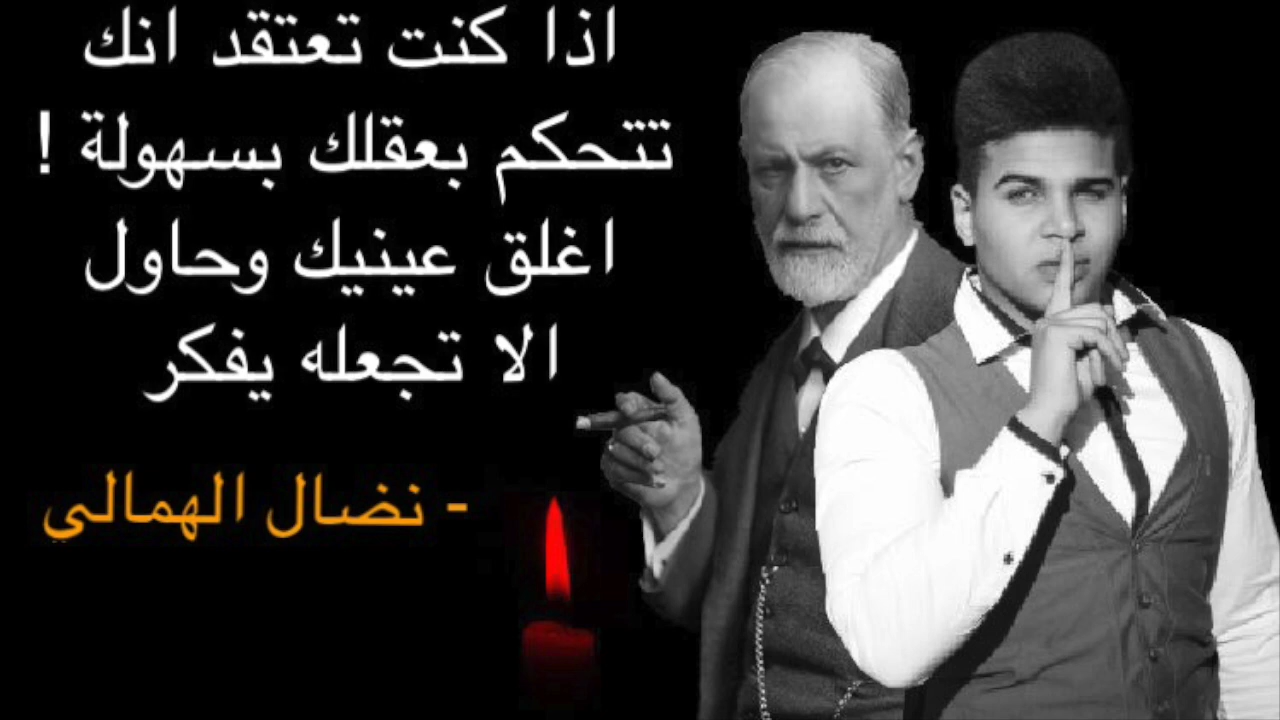 اذا كنت تعتقد انك
تتحكم بعقلك بسهولة !
اغلق عينيك وحاول
الا تجعله يفكر
- نضال الهمالي